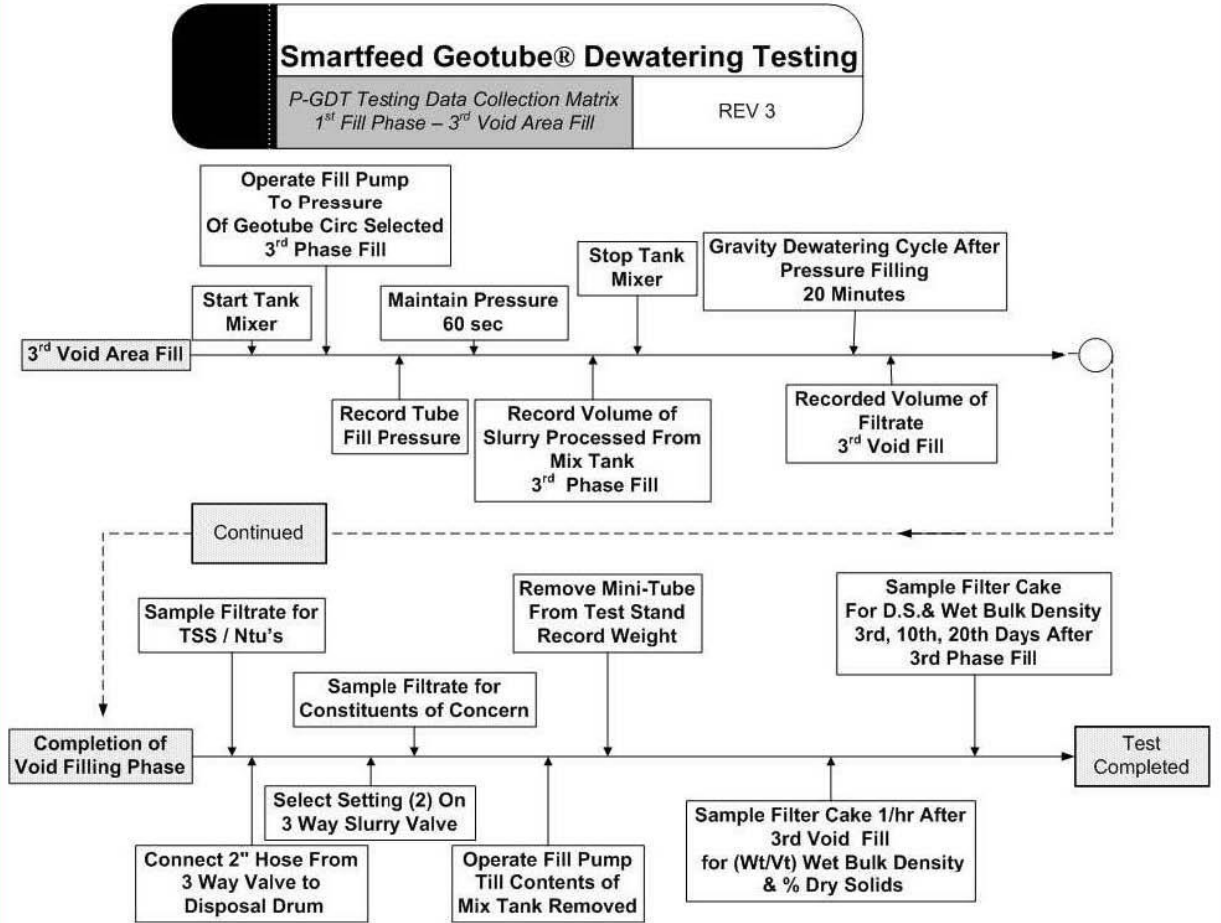 Smartfeed Geotube® Dewatering Testing
P-GDT Testing Data Collection Matrix
1st Fill Phase – 3rd Void Area Fill
REV 3
Operate Fill Pump
To Pressure
Of Geotube Circ Selected
3rd Phase Fill
Start Tank
Mixer
Maintain Pressure
60 sec
Stop Tank
Mixer
Gravity Dewatering Cycle After
Pressure Filling
20 Minutes
3rd Void Area Fill
Record Tube
Fill Pressure
Record Volume of
Slurry Processed From
Mix Tank
3rd Phase Fill
Recorded Volume of
Filtrate
3rd Void Fill
Continued
Sample Filtrate for
TSS / Ntu's
Sample Filtrate for
Constituents of Concern
Remove Mini-Tube
From Test Stand
Record Weight
Sample Filter Cake
For D.S.& Wet Bulk Density
3rd, 10th, 20th Days After
3rd Phase Fill
Completion of
Void Filling Phase
Test
Completed
Connect 2" Hose From
3 Way Valve to
Disposal Drum
Select Setting (2) On
3 Way Slurry Valve
Operate Fill Pump
Till Contents of
Mix Tank Removed
Sample Filter Cake 1/hr After
3rd Void Fill
for (Wt/Vt) Wet Bulk Density
& % Dry Solids